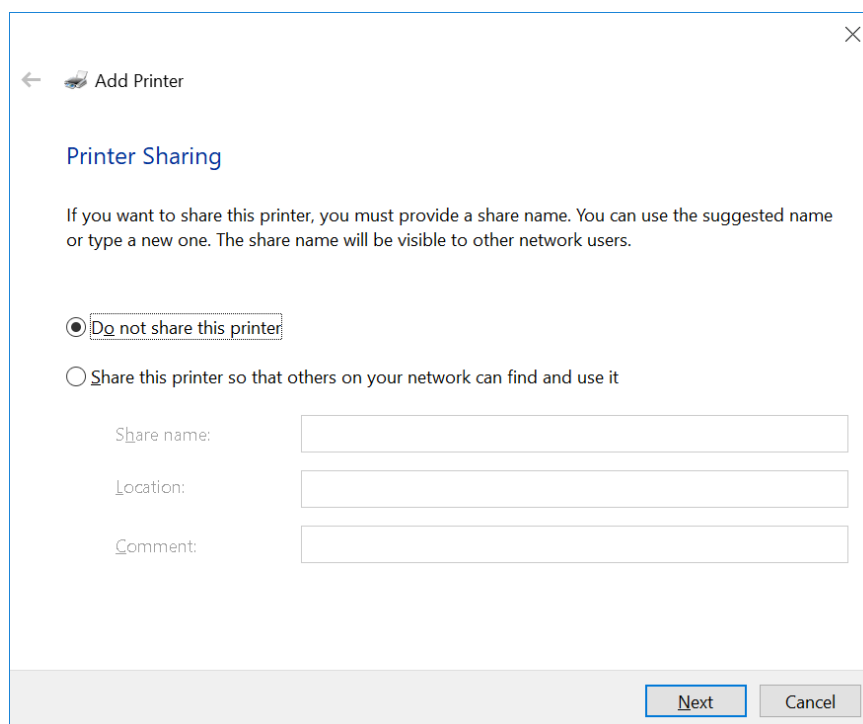 Add Printer
Printer Sharing
If you want to share this printer, you must provide a share name. You can use the suggested name
or type a new one. The share name will be visible to other network users.
Do not share this printer
Share this printer so that others on your network can find and use it
Share name:
Location:
Comment:
Next Cancel